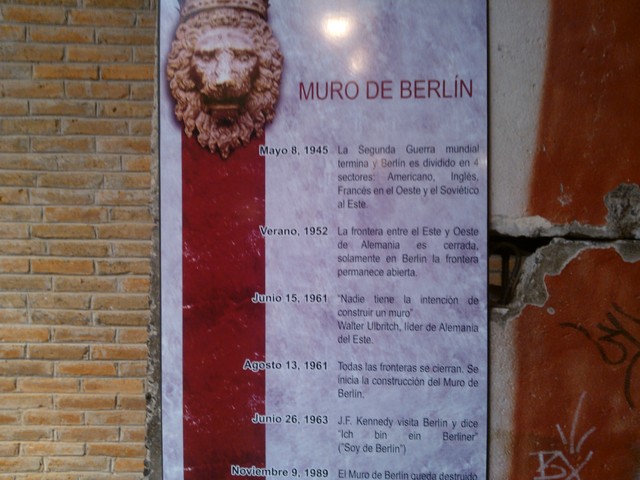 MURO DE BERLÍN
Mayo 8, 1945 La Segunda Guerra mundial
termina y Berlín es dividido en 4
sectores: Americano, Inglés,
Francés en el Oeste y el Soviético
al Este.
Verano, 1952 La frontera entre el Este y Oeste
de Alemania es cerrada,
solamente en Berlín la frontera
permanece abierta.
Junio 15, 1961 "Nadie tiene la intención de
construir un muro"
Walter Ulbritch, líder de Alemania
del Este.
Agosto 13, 1961 Todas las fronteras se cierran. Se
inicia la construcción del Muro de
Berlín.
Junio 26, 1963 J.F. Kennedy visita Berlín y dice
"Ich bin ein Berliner"
("Soy de Berlín")
Noviembre 9, 1989 El Muro de Berlín queda destruido